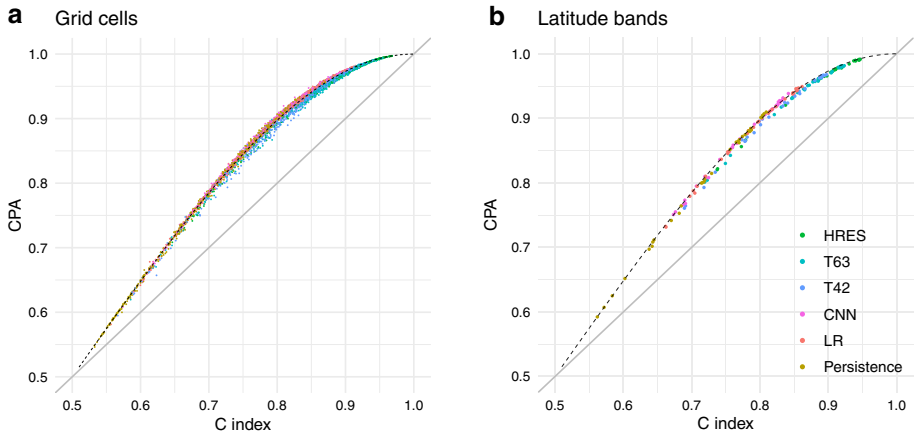 a Grid cells
1.0
0.9
0.8
0.7
0.6
0.5
CPA
0.5 0.6 0.7 0.8 0.9 1.0
C index
b Latitude bands
1.0
0.9
0.8
0.7
0.6
0.5
CPA
HRES
T63
T42
CNN
LR
Persistence
0.5 0.6 0.7 0.8 0.9 1.0
C index